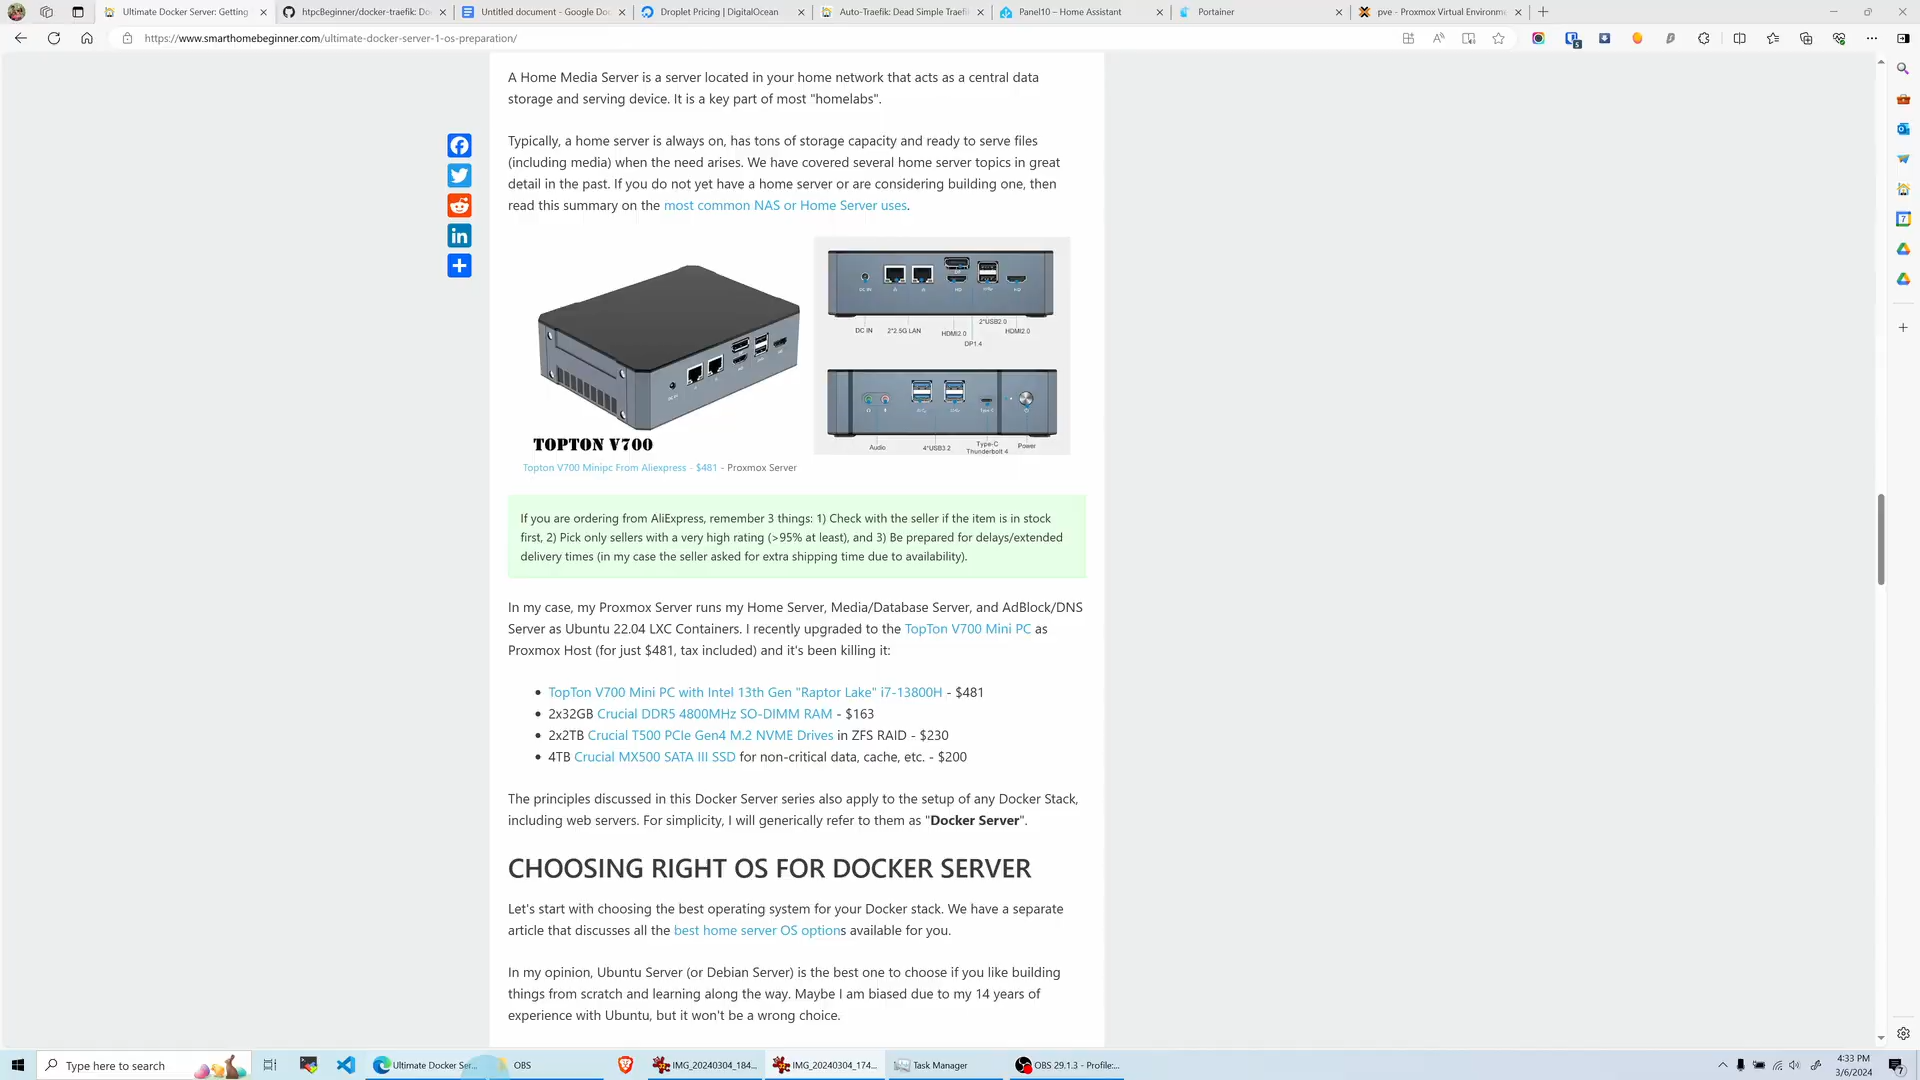 Ultimate Docker Server: Getting
htpcBeginner/docker-traefik: Do
Untitled document - Google Do
Droplet Pricing | DigitalOcean
Auto-Traefik: Dead Simple Traefi
Panel10 – Home Assistant
Portainer
pve - Proxmox Virtual Environm
https://www.smarthomebeginner.com/ultimate-docker-server-1-os-preparation/
A Home Media Server is a server located in your home network that acts as a central data
storage and serving device. It is a key part of most "homelabs".
Typically, a home server is always on, has tons of storage capacity and ready to serve files
(including media) when the need arises. We have covered several home server topics in great
detail in the past. If you do not yet have a home server or are considering building one, then
read this summary on the most common NAS or Home Server uses.
DC IN
2*2.5G LAN
HDMI2.0
2*USB2.0
DP1.4
HDMI2.0
Audio
4*USB3.2
Type-C
Thunderbolt 4
Power
TOPTON V700
Topton V700 Minipc From Aliexpress - $481 - Proxmox Server
If you are ordering from AliExpress, remember 3 things: 1) Check with the seller if the item is in stock
first, 2) Pick only sellers with a very high rating (>95% at least), and 3) Be prepared for delays/extended
delivery times (in my case the seller asked for extra shipping time due to availability).
In my case, my Proxmox Server runs my Home Server, Media/Database Server, and AdBlock/DNS
Server as Ubuntu 22.04 LXC Containers. I recently upgraded to the TopTon V700 Mini PC as
Proxmox Host (for just $481, tax included) and it's been killing it:
• TopTon V700 Mini PC with Intel 13th Gen "Raptor Lake" i7-13800H - $481
• 2x32GB Crucial DDR5 4800MHz SO-DIMM RAM - $163
• 2x2TB Crucial T500 PCIe Gen4 M.2 NVME Drives in ZFS RAID - $230
• 4TB Crucial MX500 SATA III SSD for non-critical data, cache, etc. - $200
The principles discussed in this Docker Server series also apply to the setup of any Docker Stack,
including web servers. For simplicity, I will generically refer to them as "Docker Server".
CHOOSING RIGHT OS FOR DOCKER SERVER
Let's start with choosing the best operating system for your Docker stack. We have a separate
article that discusses all the best home server OS options available for you.
In my opinion, Ubuntu Server (or Debian Server) is the best one to choose if you like building
things from scratch and learning along the way. Maybe I am biased due to my 14 years of
experience with Ubuntu, but it won't be a wrong choice.
Type here to search
Ultimate Docker Ser...
OBS
IMG_20240304_184...
IMG_20240304_174...
Task Manager
OBS 29.1.3 - Profile:...
4:33 PM
3/6/2024